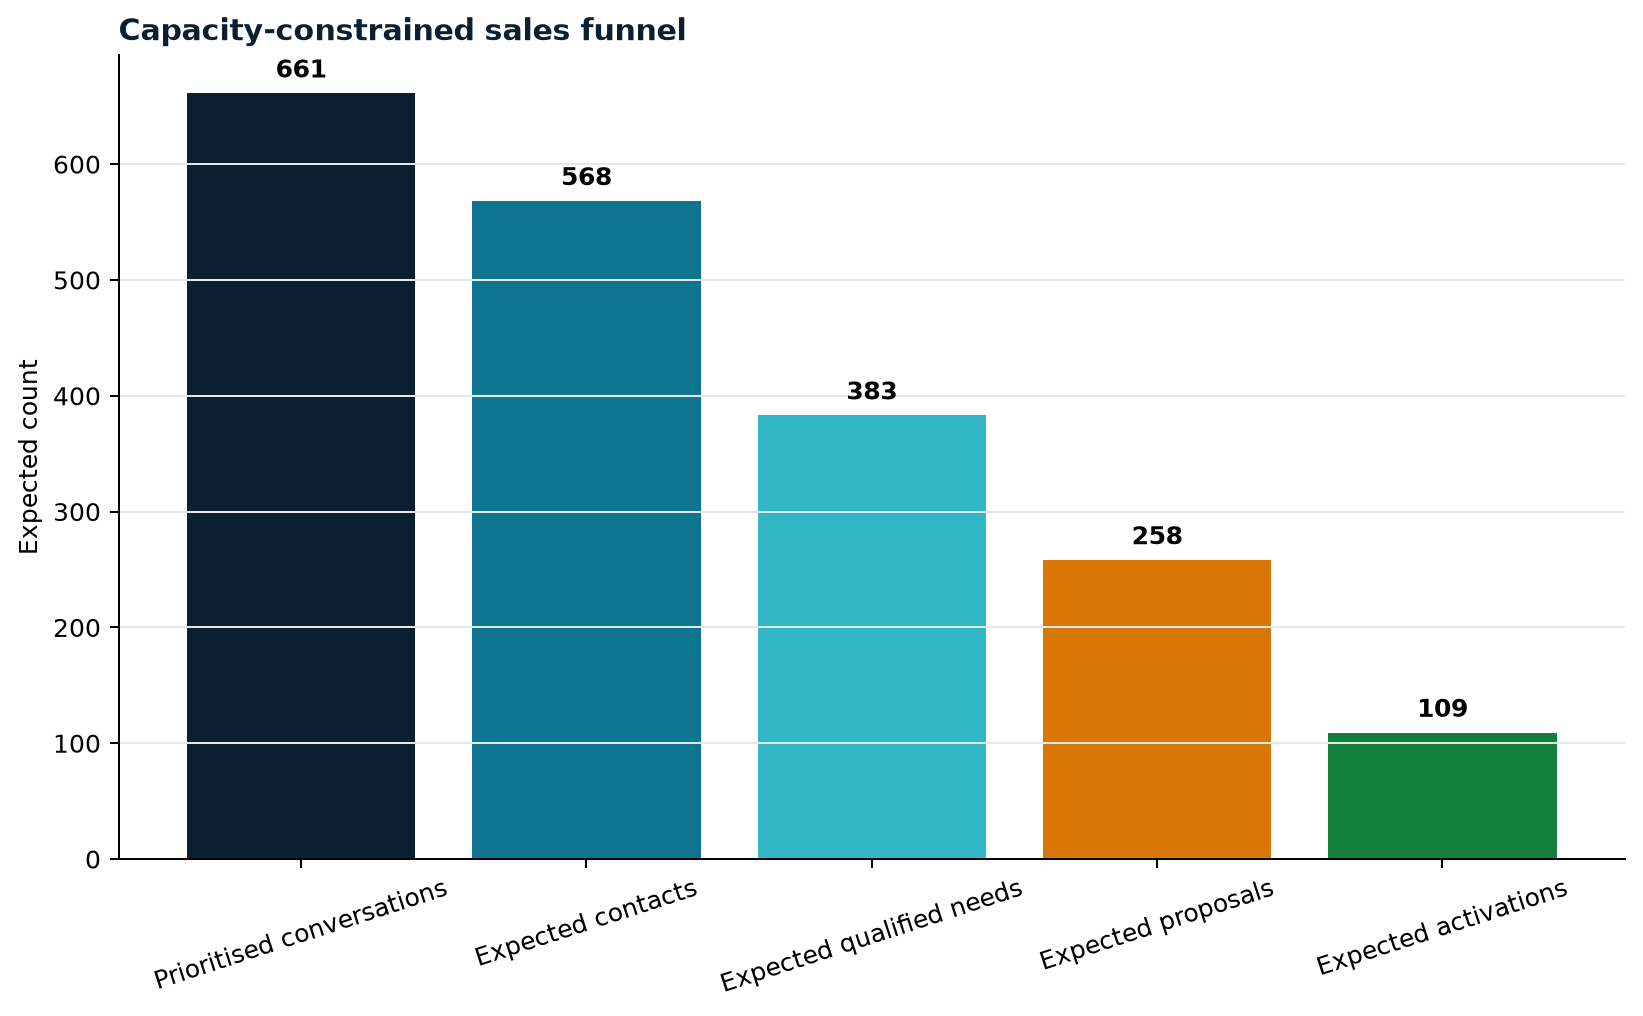 Capacity-constrained sales funnel
661
568
383
258
109
Expected count
600
500
400
300
200
100
0
Prioritised conversations
Expected contacts
Expected qualified needs
Expected proposals
Expected activations